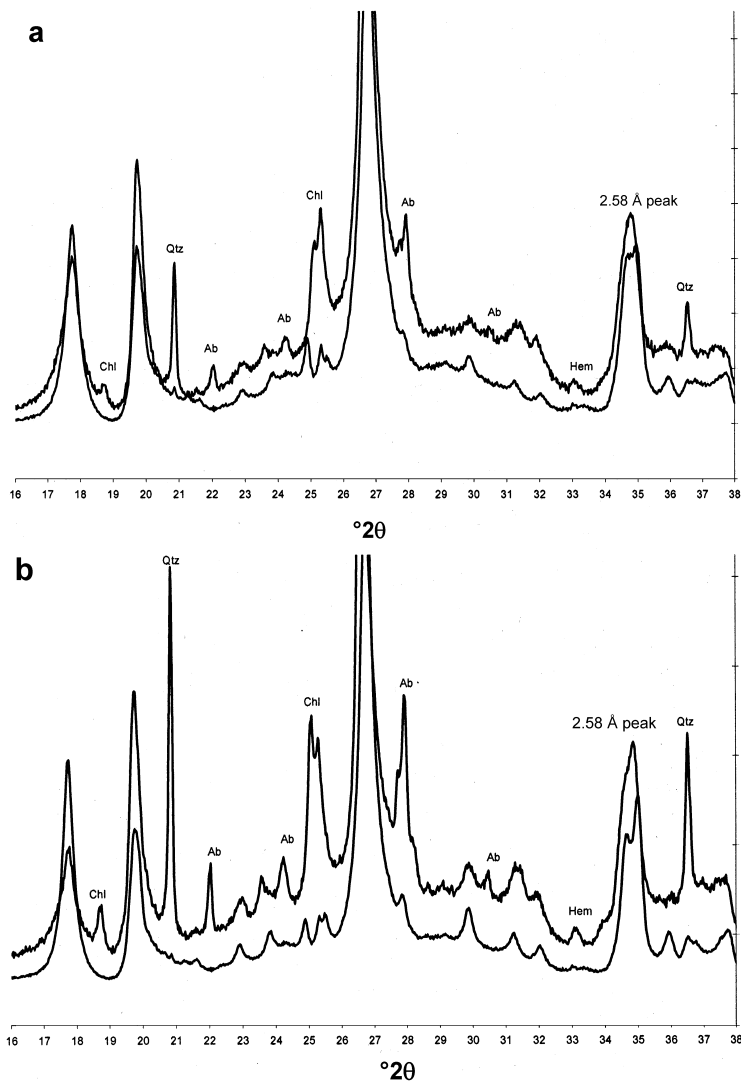 a
Chl
Ab
2.58 Å peak
Qtz
Qtz
Ab
Ab
Ab
Chl
Hem
16 17 18 19 20 21 22 23 24 25 26 27 28 29 30 31 32 33 34 35 36 37 38
°2θ
b
Qtz
Ab
Chl
2.58 Å peak
Qtz
Ab
Ab
Ab
Chl
Hem
16 17 18 19 20 21 22 23 24 25 26 27 28 29 30 31 32 33 34 35 36 37 38
°2θ